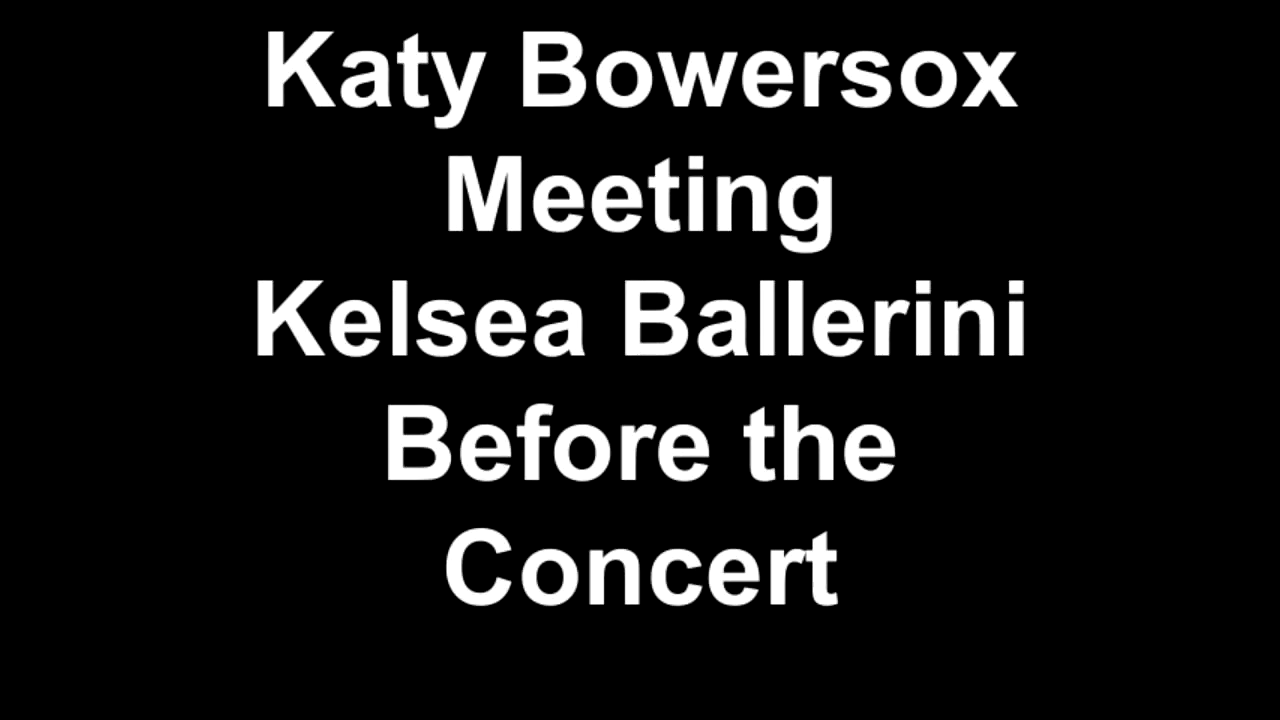 Katy Bowersox
Meeting
Kelsea Ballerini
Before the
Concert